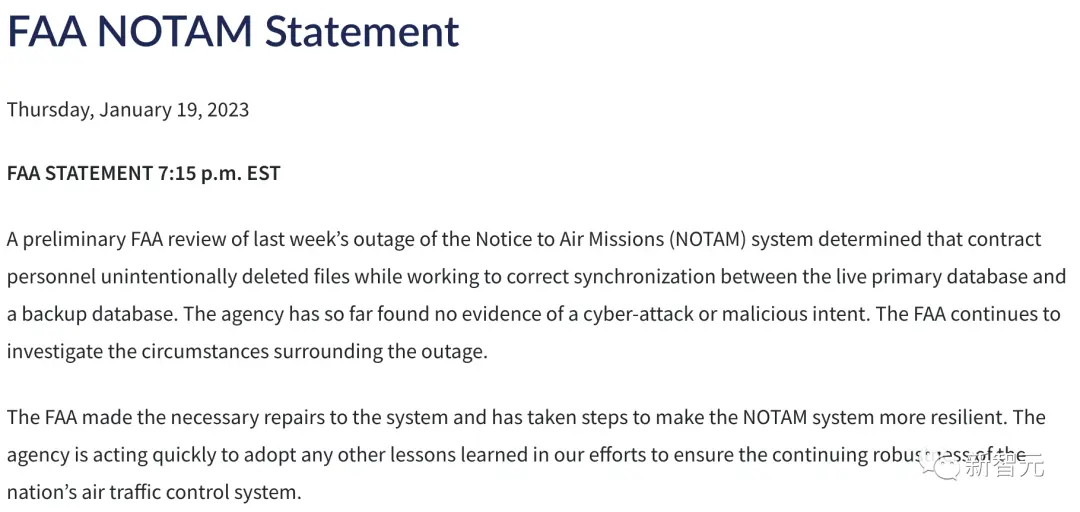 FAA NOTAM Statement
Thursday, January 19, 2023
FAA STATEMENT 7:15 p.m. EST
A preliminary FAA review of last week’s outage of the Notice to Air Missions (NOTAM) system determined that contract
personnel unintentionally deleted files while working to correct synchronization between the live primary database and
a backup database. The agency has so far found no evidence of a cyber-attack or malicious intent. The FAA continues to
investigate the circumstances surrounding the outage.
The FAA made the necessary repairs to the system and has taken steps to make the NOTAM system more resilient. The
agency is acting quickly to adopt any other lessons learned in our efforts to ensure the continuing robustness of the
nation’s air traffic control system.
新智元